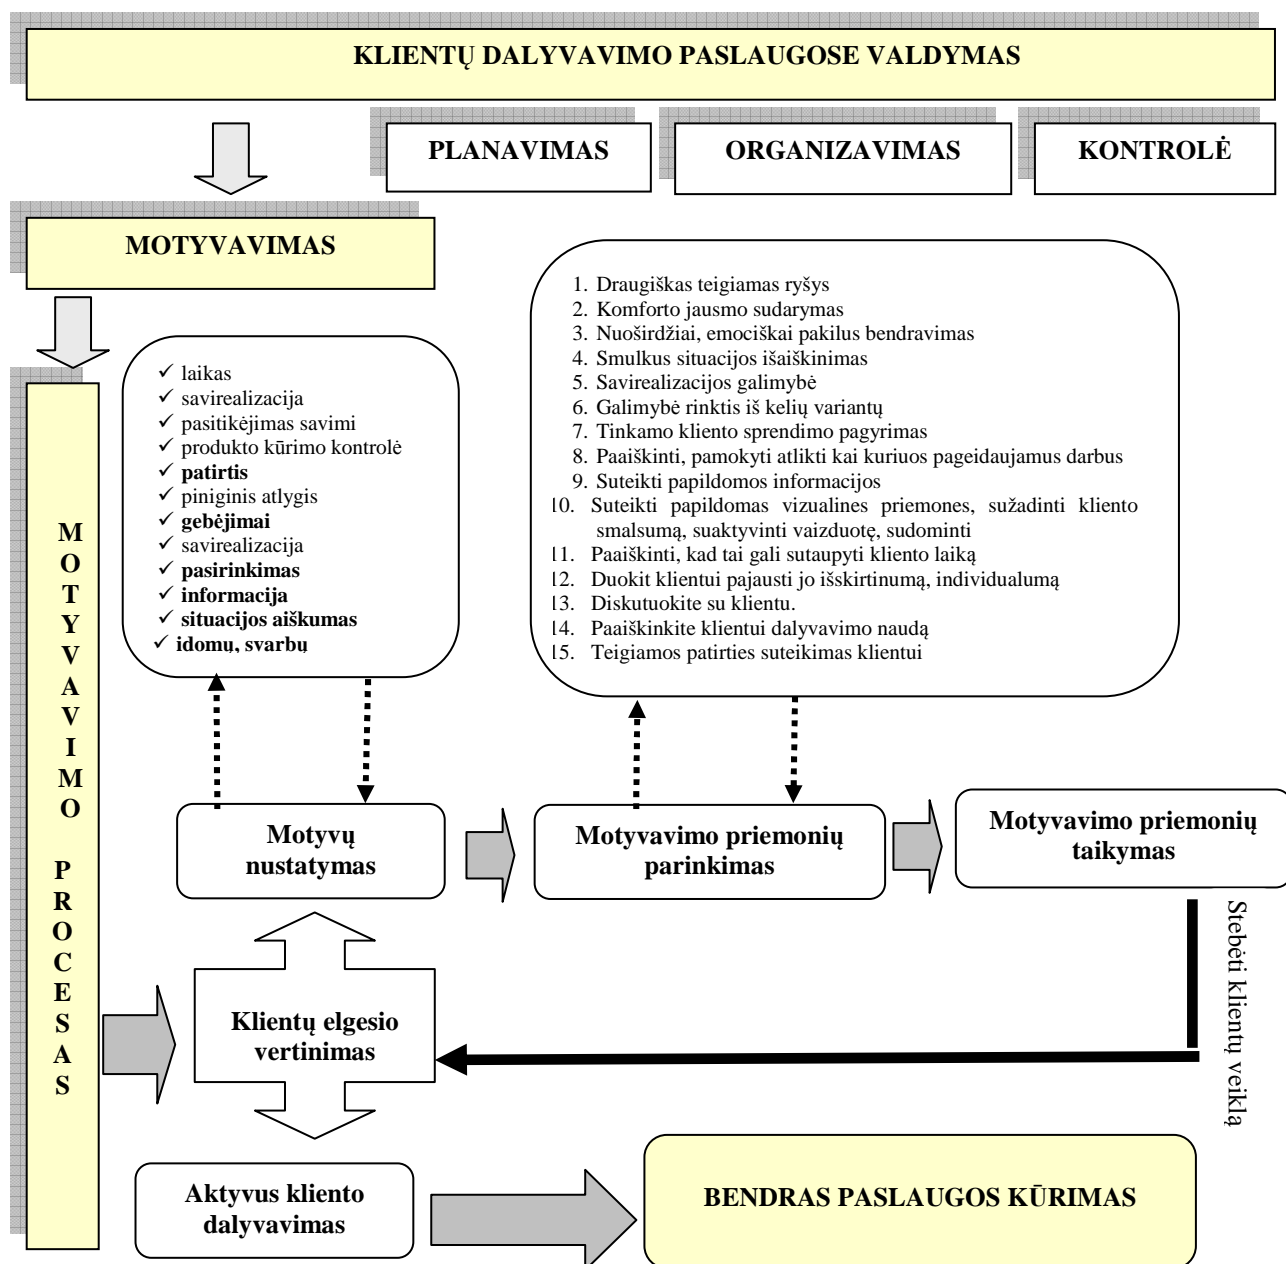 KLIENTŲ DALYVAVIMO PASLAUGOSE VALDYMAS
PLANAVIMAS
ORGANIZAVIMAS
KONTROLĖ
MOTYVAVIMAS
MOTYVAVIMO PROCESAS
✓ laikas
✓ savirealizacija
✓ pasitikėjimas savimi
✓ produkto kūrimo kontrolė
✓ patirtis
✓ piniginis atlygis
✓ gebėjimai
✓ savirealizacija
✓ pasirinkimas
✓ informacija
✓ situacijos aiškumas
✓ idomu, svarbu
1. Draugiškas teigiamas ryšys
2. Komforto jausmo sudarymas
3. Nuoširdžiai, emociškai pakilus bendravimas
4. Smulkus situacijos išaiškinimas
5. Savirealizacijos galimybė
6. Galimybė rinktis iš kelių variantų
7. Tinkamo kliento sprendimo pagyrimas
8. Paaiškinti, pamokyti atlikti kai kuriuos pageidaujamus darbus
9. Suteikti papildomos informacijos
10. Suteikti papildomas vizualines priemones, sužadinti kliento
smalsumą, suaktyvinti vaizduotę, sudominti
11. Paaiškinti, kad tai gali sutaupyti kliento laiką
12. Duokit klientui pajausti jo išskirtinumą, individualumą
13. Diskutuokite su klientu.
14. Paaiškinkite klientui dalyvavimo naudą
15. Teigiamos patirties suteikimas klientui
Motyvų
nustatymas
Motyvavimo priemonių
parinkimas
Motyvavimo priemonių
taikymas
Stebėti klientų veiklą
Klientų elgesio
vertinimas
Aktyvus kliento
dalyvavimas
BENDRAS PASLAUGOS KŪRIMAS